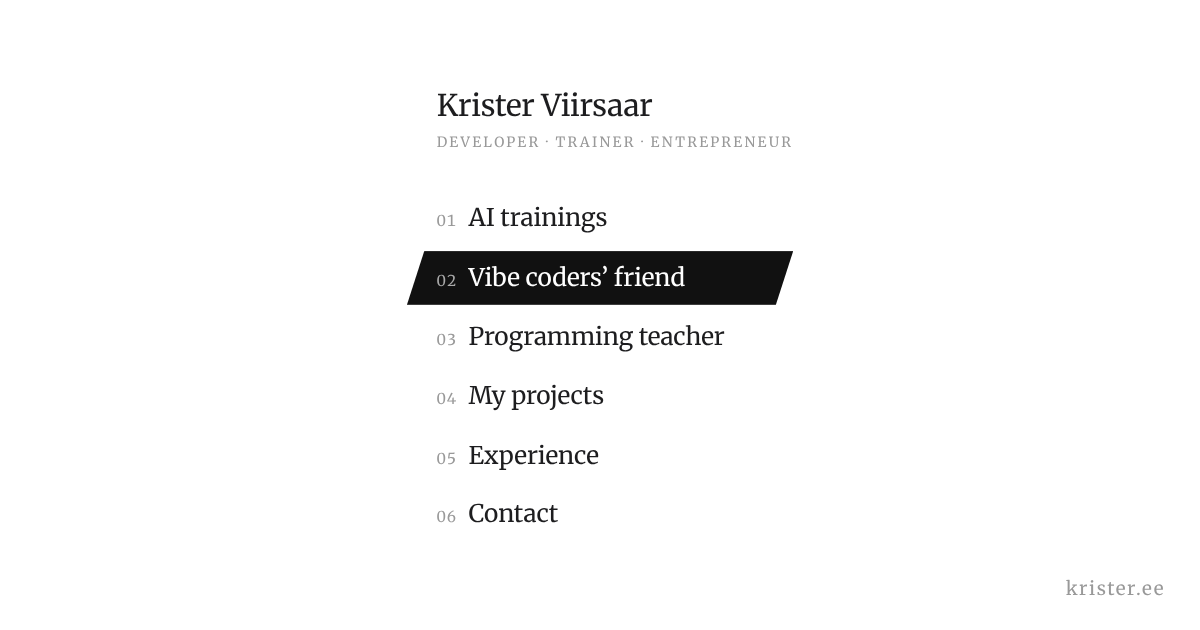 Krister Viirsaar
DEVELOPER · TRAINER · ENTREPRENEUR
01 AI trainings
02 Vibe coders’ friend
03 Programming teacher
04 My projects
05 Experience
06 Contact
krister.ee